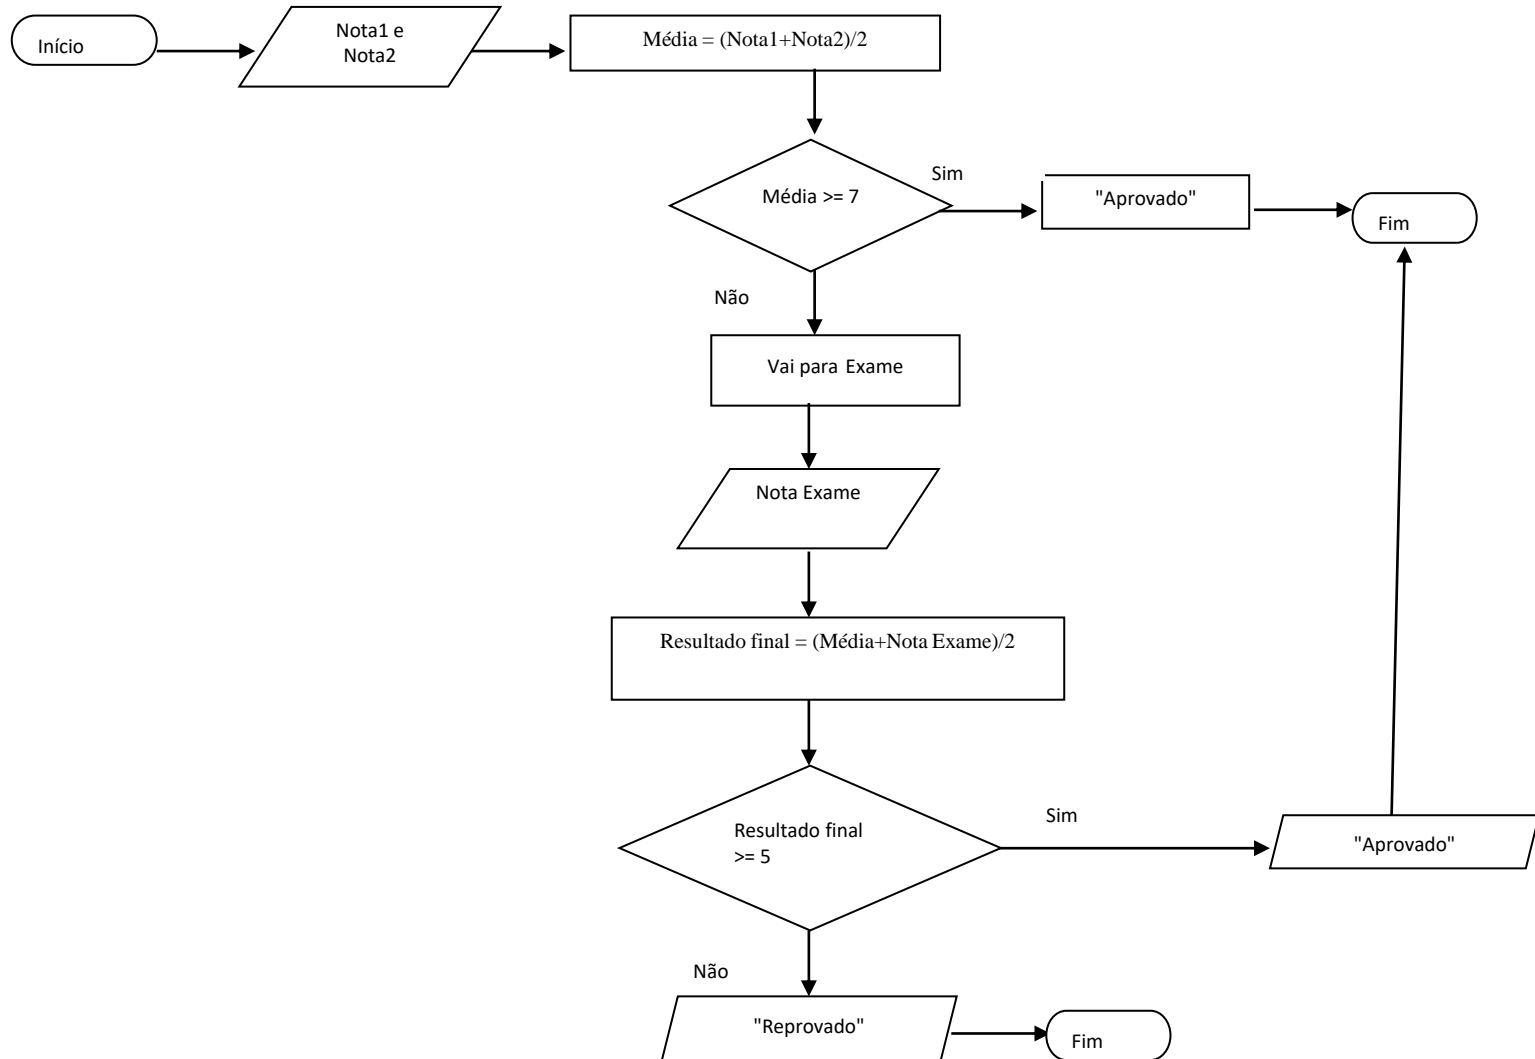 Início
Nota1 e
Nota2
Média = (Nota1+Nota2)/2
Média >= 7
Sim
"Aprovado"
Fim
Não
Vai para Exame
Nota Exame
Resultado final = (Média+Nota Exame)/2
Resultado final
>= 5
Sim
"Aprovado"
Não
"Reprovado"
Fim